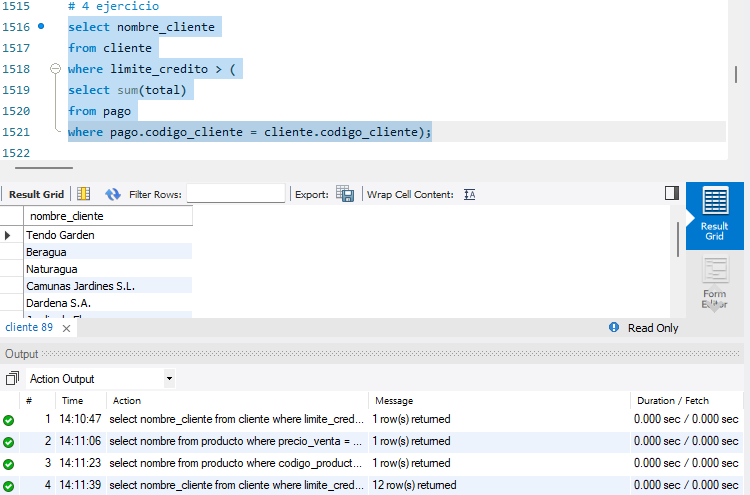 1515 # 4 ejercicio
1516 select nombre_cliente
1517 from cliente
1518 where limite_credito > (
1519 select sum(total)
1520 from pago
1521 where pago.codigo_cliente = cliente.codigo_cliente);
1522
Result Grid Filter Rows: Export: Wrap Cell Content:
Result Grid
Form Editor
nombre_cliente
Tendo Garden
Beragua
Naturagua
Camunas Jardines S.L.
Dardena S.A.
cliente 89 Read Only
Output
Action Output
# Time Action Message Duration / Fetch
1 14:10:47 select nombre_cliente from cliente where limite_cred... 1 row(s) returned 0.000 sec / 0.000 sec
2 14:11:06 select nombre from producto where precio_venta = ... 1 row(s) returned 0.000 sec / 0.000 sec
3 14:11:23 select nombre from producto where codigo_product... 1 row(s) returned 0.000 sec / 0.000 sec
4 14:11:39 select nombre_cliente from cliente where limite_cred... 12 row(s) returned 0.000 sec / 0.000 sec